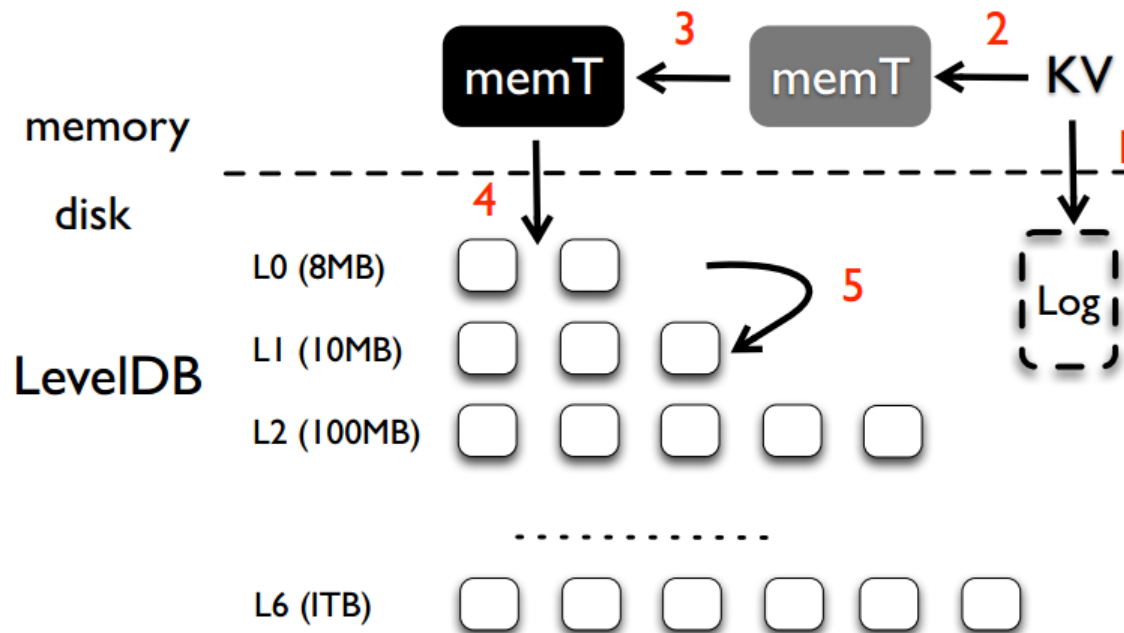 3
2
memT
memT
KV
memory
disk
4
L0 (8MB)
5
Log
L1 (10MB)
LevelDB
L2 (100MB)
L6 (1TB)